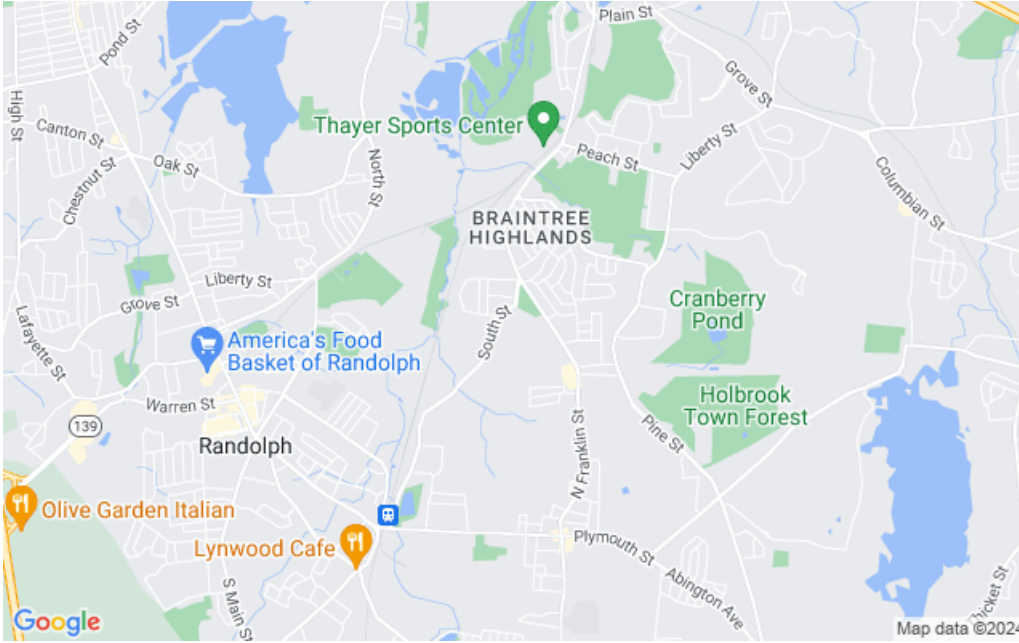 Plain St
Pond St
Grove St
High St
Thayer Sports Center
Canton St
Liberty St
Peach St
Oak St
North St
Chestnut St
Columbian St
BRAINTREE
HIGHLANDS
Liberty St
Grove St
Cranberry
Pond
South St
Lafayette St
America's Food
Basket of Randolph
Holbrook
Town Forest
Warren St
139
Pine St
Randolph
N Franklin St
Olive Garden Italian
Lynwood Cafe
Plymouth St
Abington Ave
S Main St
Google
Map data ©2024